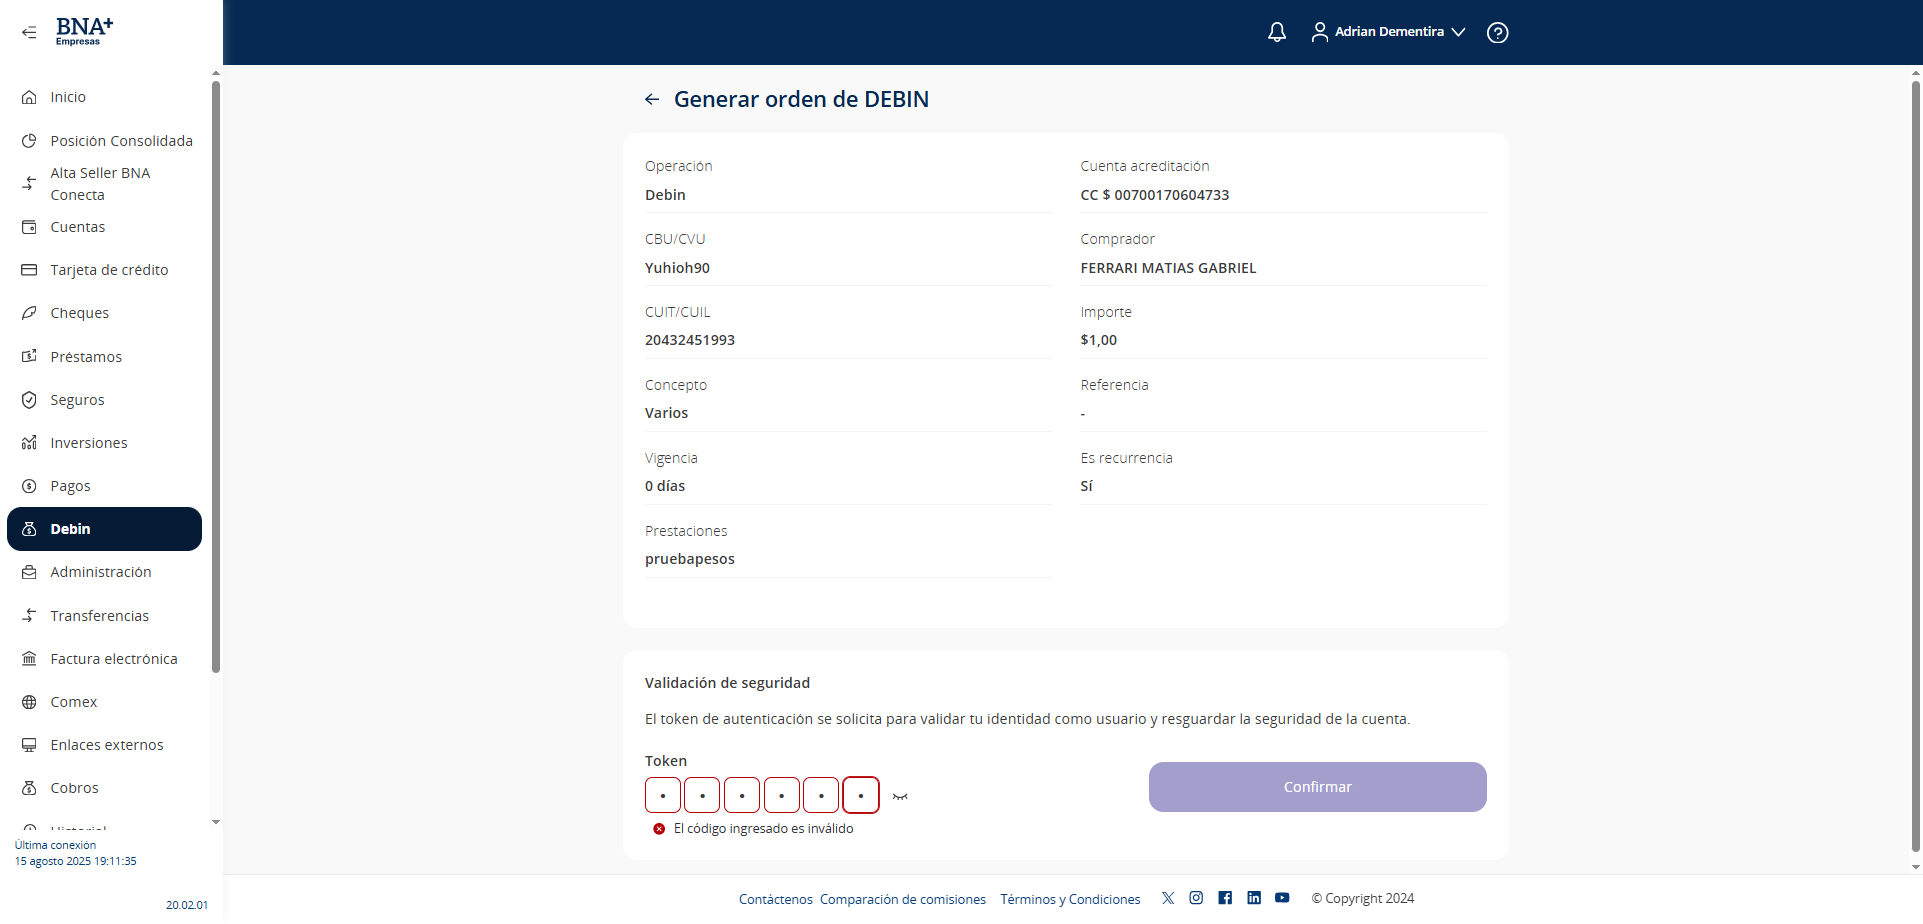 BNA+
Empresas
Adrian Dementira
Inicio
Posición Consolidada
Alta Seller BNA
Conecta
Cuentas
Tarjeta de crédito
Cheques
Préstamos
Seguros
Inversiones
Pagos
Debin
Administración
Transferencias
Factura electrónica
Comex
Enlaces externos
Cobros
Historial
Última conexión
15 agosto 2025 19:11:35
20.02.01
Generar orden de DEBIN
Operación
Debin
Cuenta acreditación
CC $ 00700170604733
CBU/CVU
Yuhioh90
Comprador
FERRARI MATIAS GABRIEL
CUIT/CUIL
20432451993
Importe
$1,00
Concepto
Varios
Referencia
-
Vigencia
0 días
Es recurrencia
Sí
Prestaciones
pruebapesos
Validación de seguridad
El token de autenticación se solicita para validar tu identidad como usuario y resguardar la seguridad de la cuenta.
Token
El código ingresado es inválido
Confirmar
Contáctenos Comparación de comisiones Términos y Condiciones © Copyright 2024